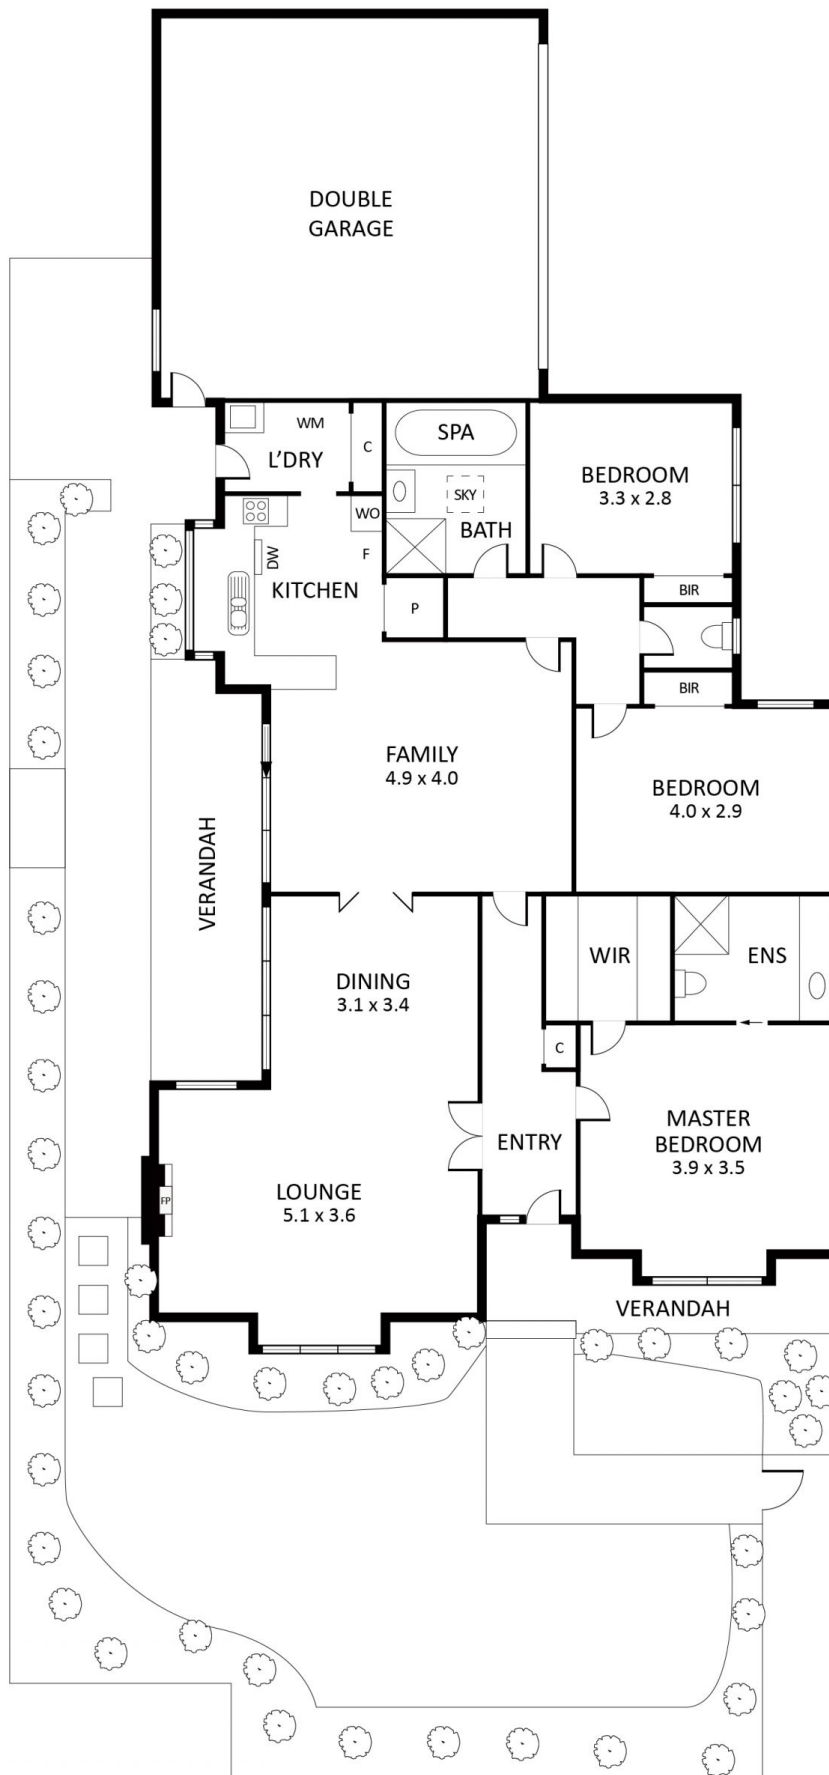 DOUBLE
GARAGE
WM
C
L'DRY
SPA
SKY
BATH
BEDROOM
3.3 x 2.8
WO
F
DW
KITCHEN
P
BIR
BIR
FAMILY
4.9 x 4.0
BEDROOM
4.0 x 2.9
VERANDAH
DINING
3.1 x 3.4
WIR
ENS
C
ENTRY
MASTER
BEDROOM
3.9 x 3.5
FP
LOUNGE
5.1 x 3.6
VERANDAH